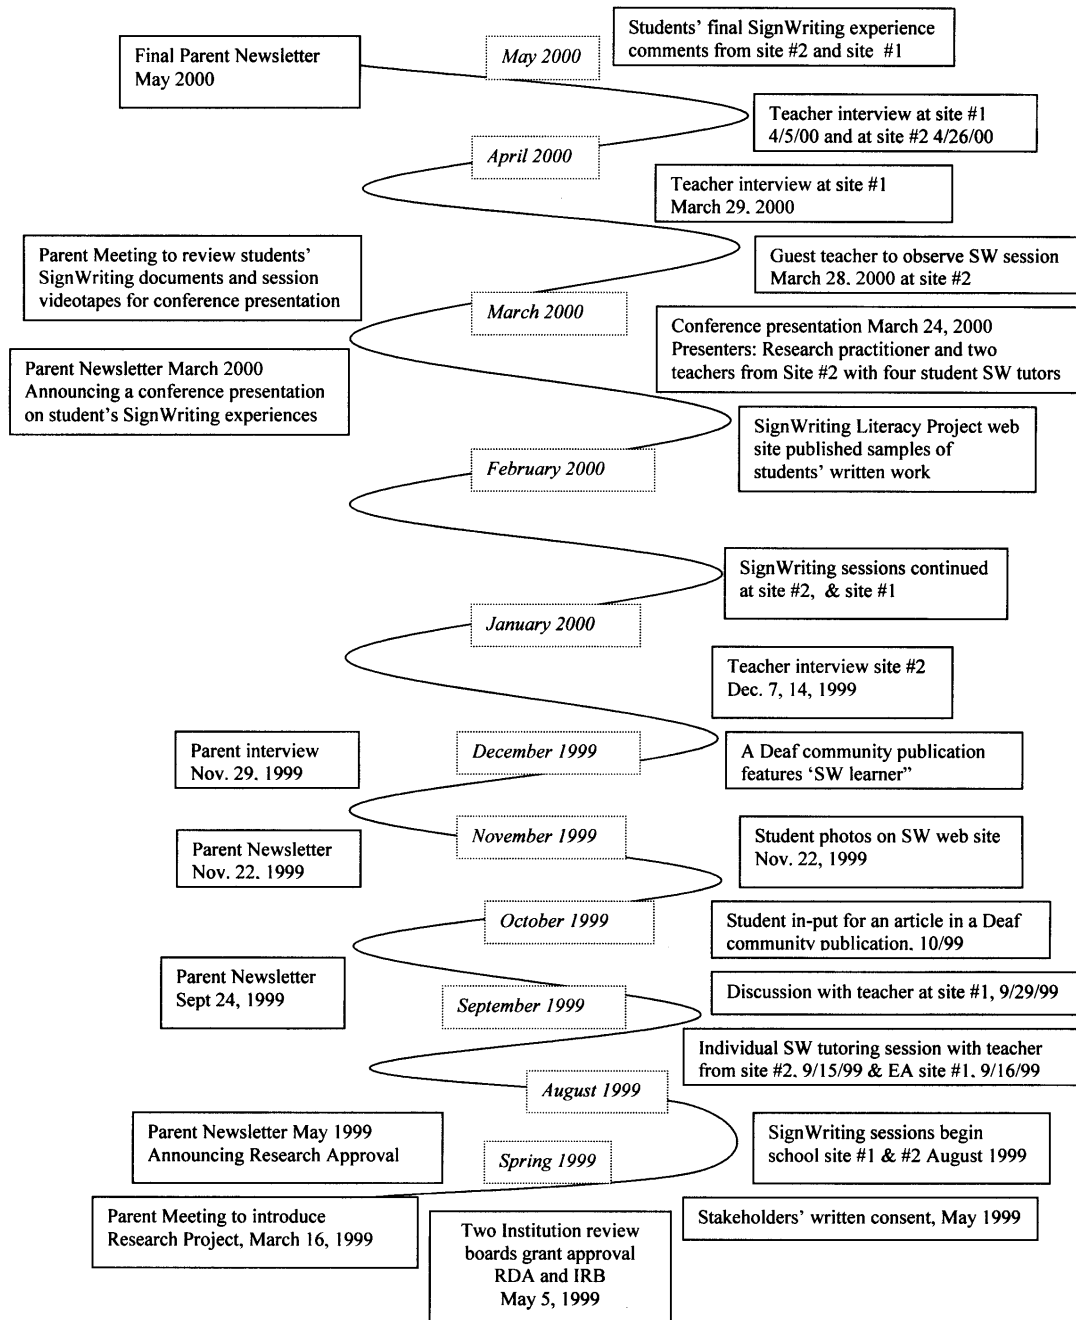 Students' final SignWriting experience
comments from site #2 and site #1
Final Parent Newsletter
May 2000
May 2000
Teacher interview at site #1
4/5/00 and at site #2 4/26/00
April 2000
Teacher interview at site #1
March 29, 2000
Parent Meeting to review students'
SignWriting documents and session
videotapes for conference presentation
Guest teacher to observe SW session
March 28, 2000 at site #2
March 2000
Conference presentation March 24, 2000
Presenters: Research practitioner and two
teachers from Site #2 with four student SW tutors
Parent Newsletter March 2000
Announcing a conference presentation
on student's SignWriting experiences
SignWriting Literacy Project web
site published samples of
students' written work
February 2000
SignWriting sessions continued
at site #2, & site #1
January 2000
Teacher interview site #2
Dec. 7, 14, 1999
Parent interview
Nov. 29, 1999
December 1999
A Deaf community publication
features 'SW learner"
November 1999
Parent Newsletter
Nov. 22, 1999
Student photos on SW web site
Nov. 22, 1999
October 1999
Student in-put for an article in a Deaf
community publication, 10/99
Parent Newsletter
Sept 24, 1999
September 1999
Discussion with teacher at site #1, 9/29/99
Individual SW tutoring session with teacher
from site #2, 9/15/99 & EA site #1, 9/16/99
August 1999
Parent Newsletter May 1999
Announcing Research Approval
Spring 1999
SignWriting sessions begin
school site #1 & #2 August 1999
Parent Meeting to introduce
Research Project, March 16, 1999
Stakeholders' written consent, May 1999
Two Institution review
boards grant approval
RDA and IRB
May 5, 1999